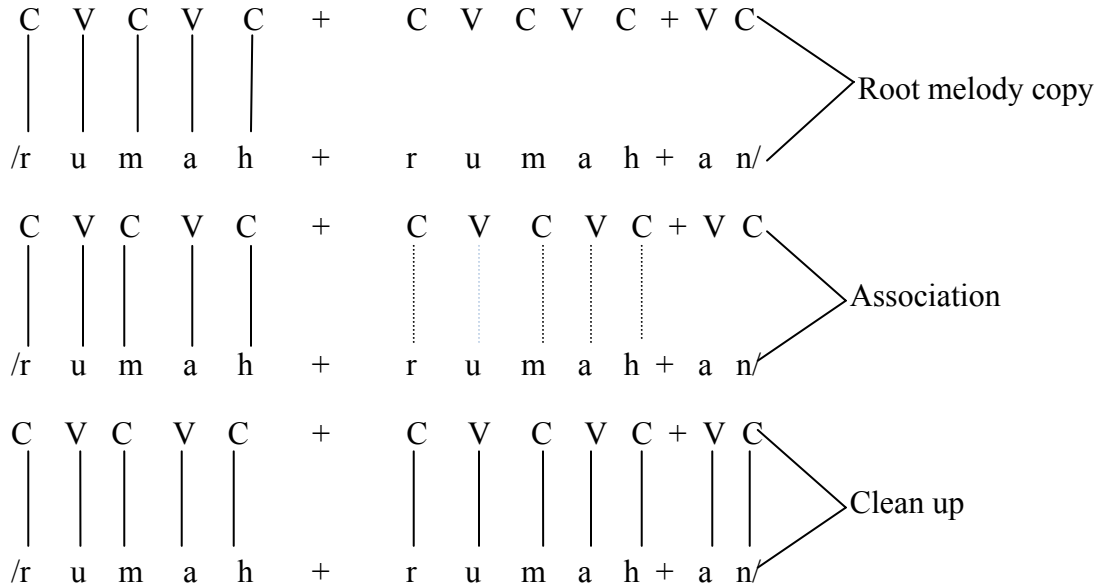 C V C V C + C V C V C + V C
Root melody copy
/r u m a h + r u m a h + a n/
C V C V C + C V C V C + V C
Association
/r u m a h + r u m a h + a n/
C V C V C + C V C V C + V C
Clean up
/r u m a h + r u m a h + a n/